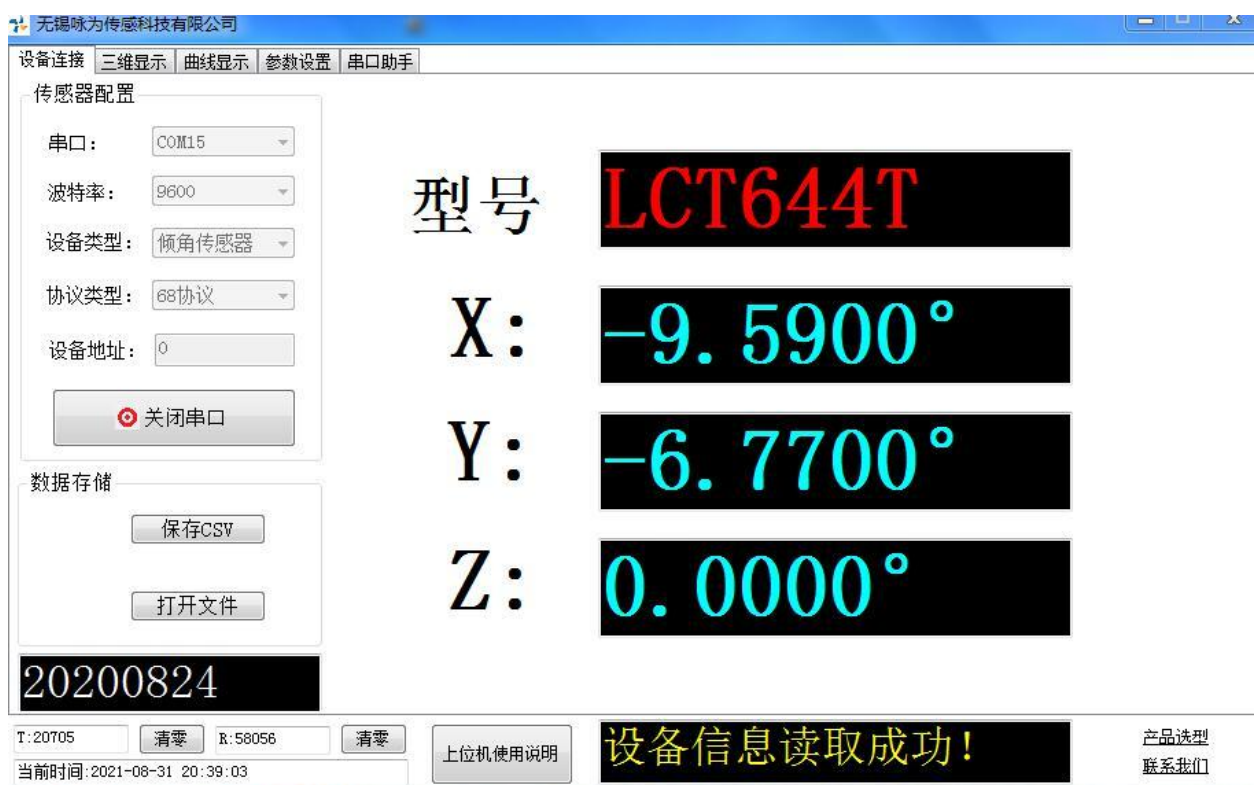 无锡咏为传感科技有限公司
设备连接 三维显示 曲线显示 参数设置 串口助手
传感器配置
串口: COM15
波特率: 9600
设备类型: 倾角传感器
协议类型: 68协议
设备地址: 0
关闭串口
数据存储
保存CSV
打开文件
20200824
型号 LCT644T
X: -9.5900°
Y: -6.7700°
Z: 0.0000°
T:20705 清零 R:58056 清零
当前时间:2021-08-31 20:39:03
上位机使用说明
设备信息读取成功!
产品选型
联系我们